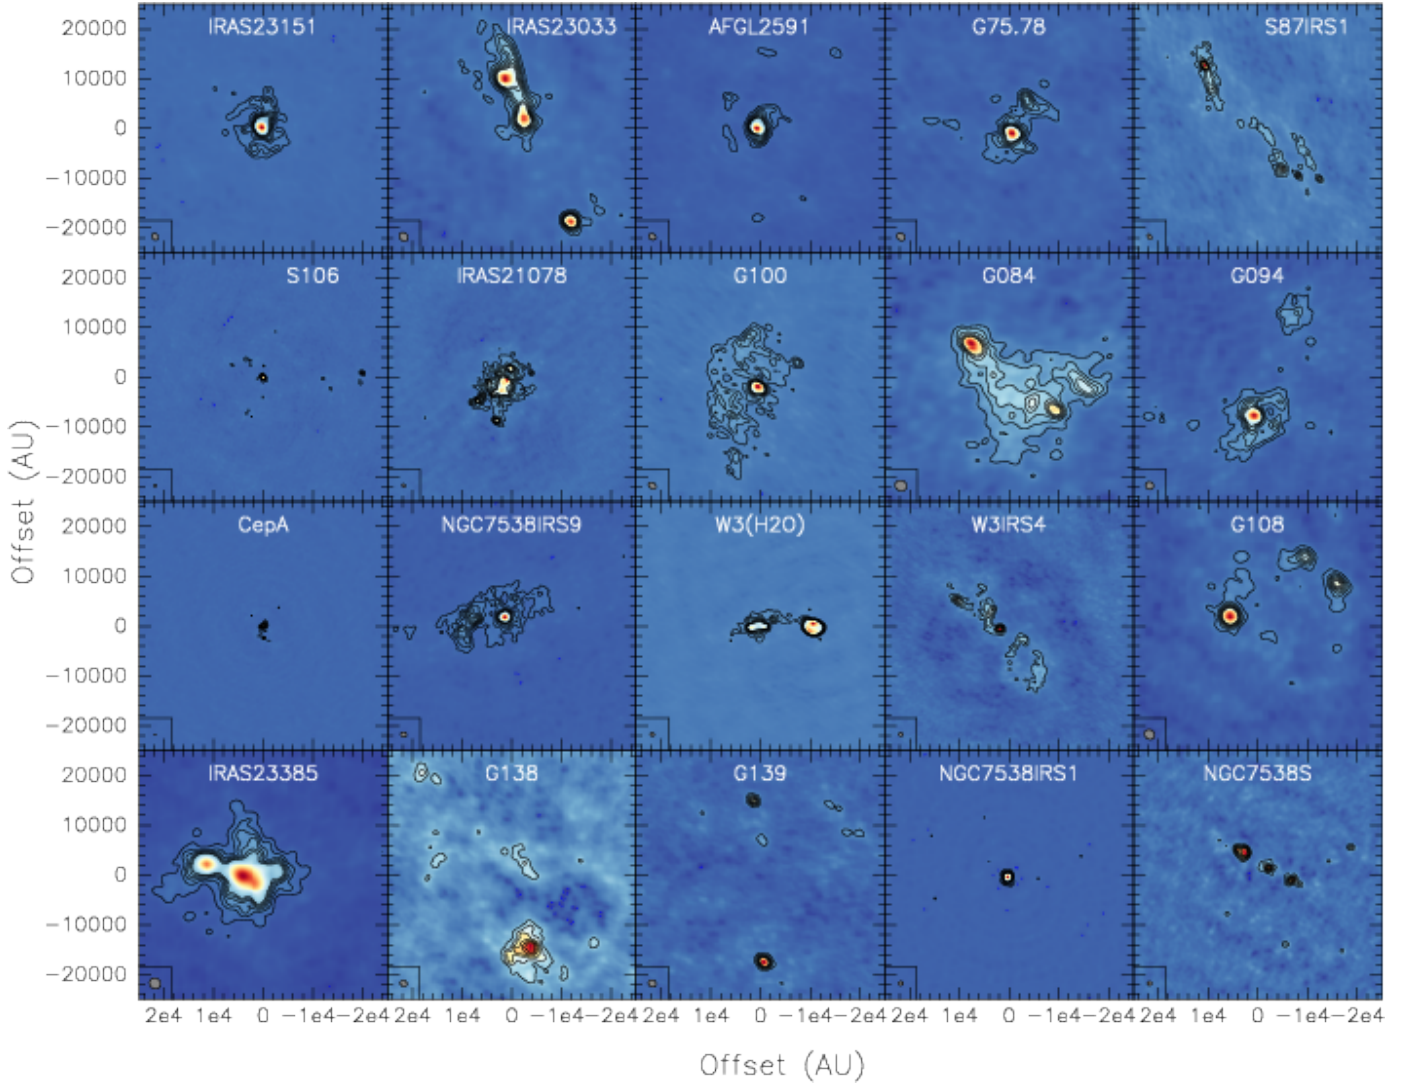 IRAS23151 IRAS23033 AFGL2591 G75.78 S87IRS1
20000
10000
0
−10000
−20000
S106 IRAS21078 G100 G084 G094
20000
10000
0
−10000
−20000
Offset (AU)
CepA NGC7538IRS9 W3(H2O) W3IRS4 G108
20000
10000
0
−10000
−20000
IRAS23385 G138 G139 NGC7538IRS1 NGC7538S
20000
10000
0
−10000
−20000
2e4 1e4 0 −1e4 −2e4 2e4 1e4 0 −1e4 −2e4 2e4 1e4 0 −1e4 −2e4 2e4 1e4 0 −1e4 −2e4 2e4 1e4 0 −1e4 −2e4
Offset (AU)